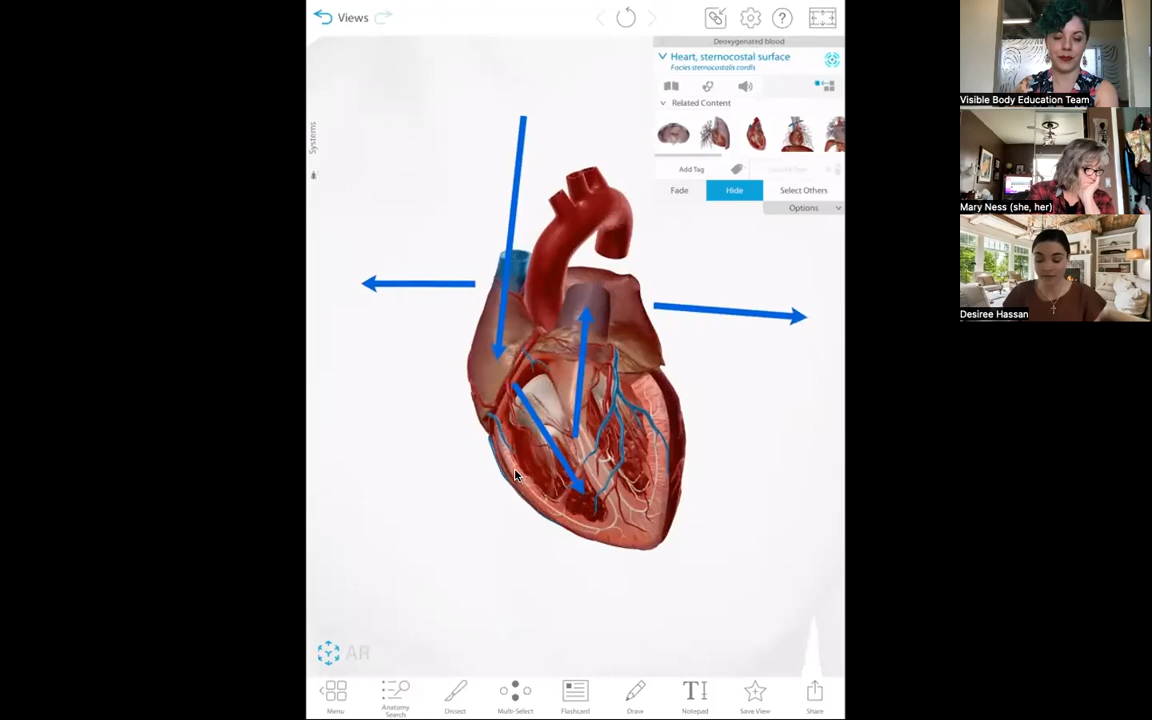 Views
Deoxygenated blood
Heart, sternocostal surface
Facies sternocostalis cordis
Related Content
Add Tag
Fade
Hide
Select Others
Options
Systems
AR
Menu
Anatomy
Search
Dissect
Multi-Select
Flashcard
Draw
Notepad
Save View
Share
Visible Body Education Team
Mary Ness (she, her)
Desiree Hassan